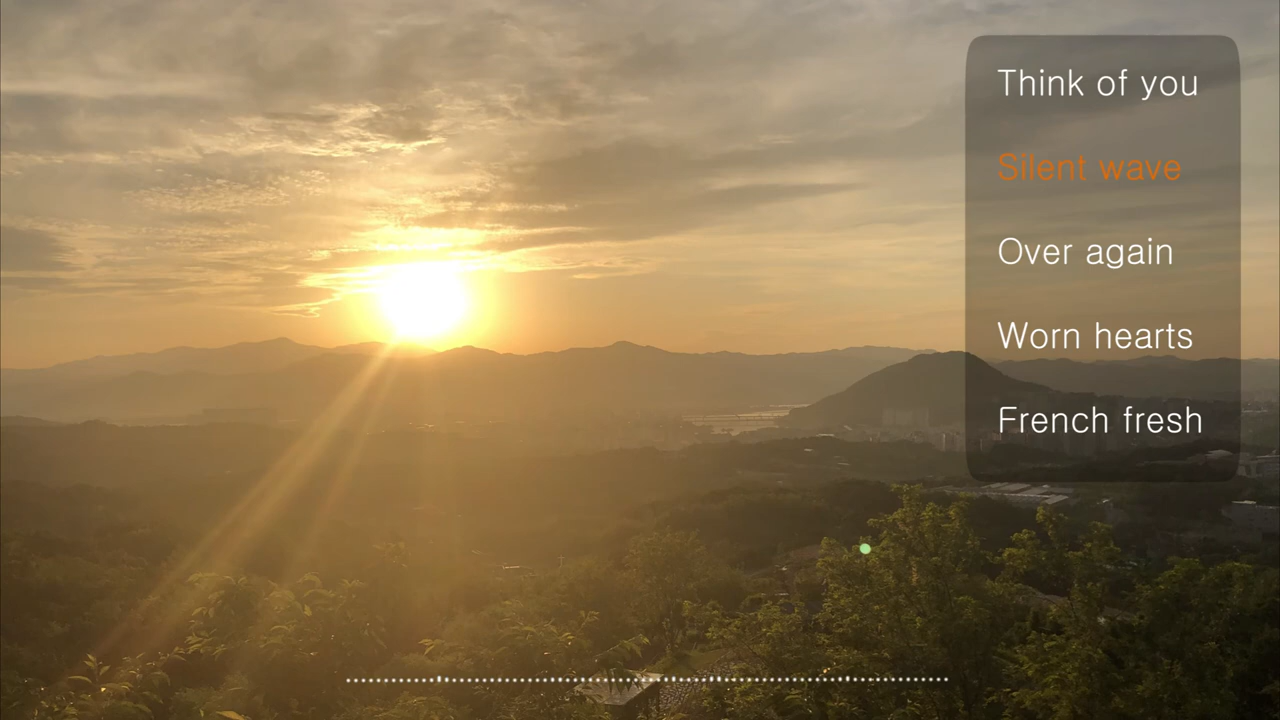 Think of you
Silent wave
Over again
Worn hearts
French fresh